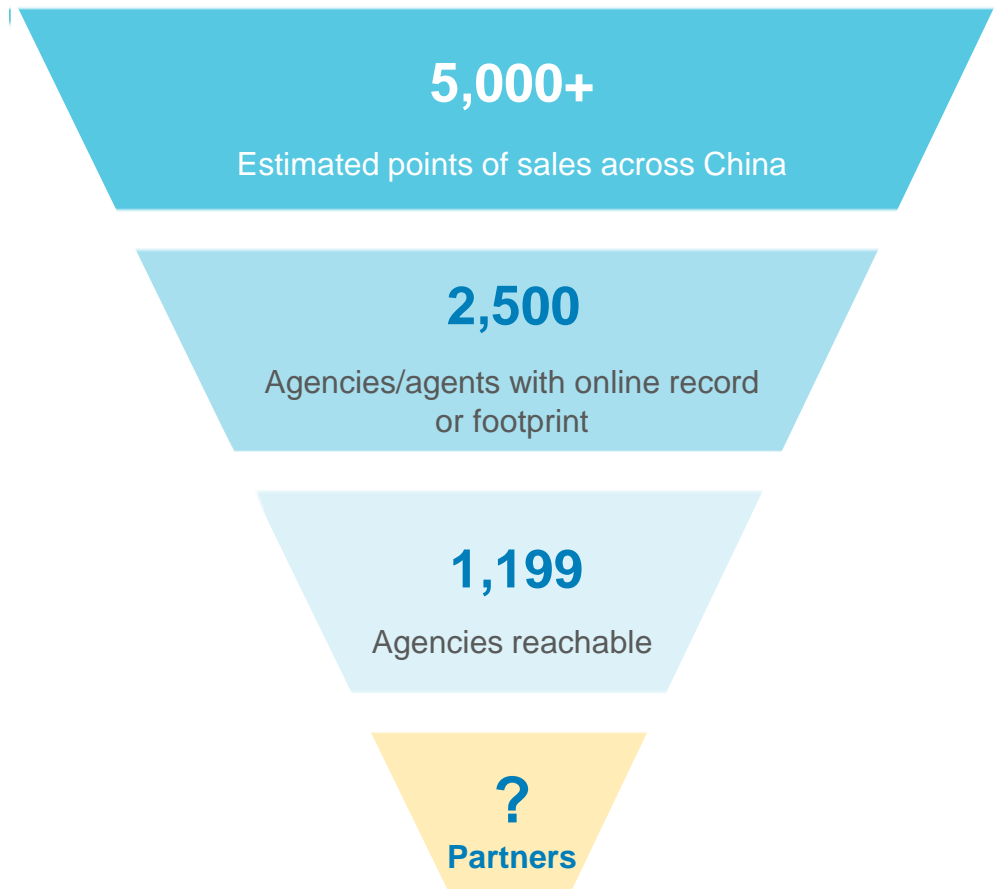 5,000+
Estimated points of sales across China
2,500
Agencies/agents with online record
or footprint
1,199
Agencies reachable
?
Partners